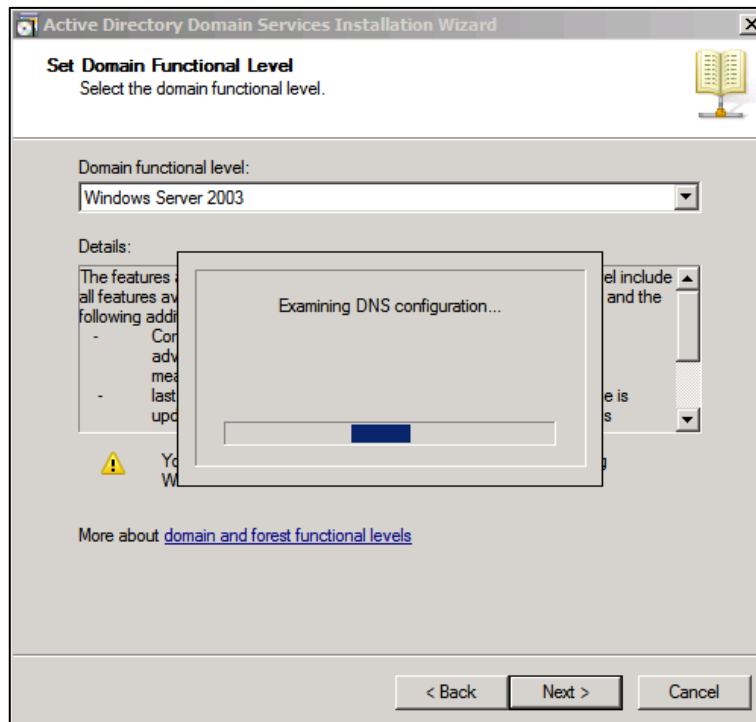 Active Directory Domain Services Installation Wizard
Set Domain Functional Level
Select the domain functional level.
Domain functional level:
Windows Server 2003
Details:
The features
el include
all features av
and the
following addi
- Con
adv
mea
- last
e is
upd
s
Examining DNS configuration...
Yo
g
W
More about domain and forest functional levels
< Back
Next >
Cancel